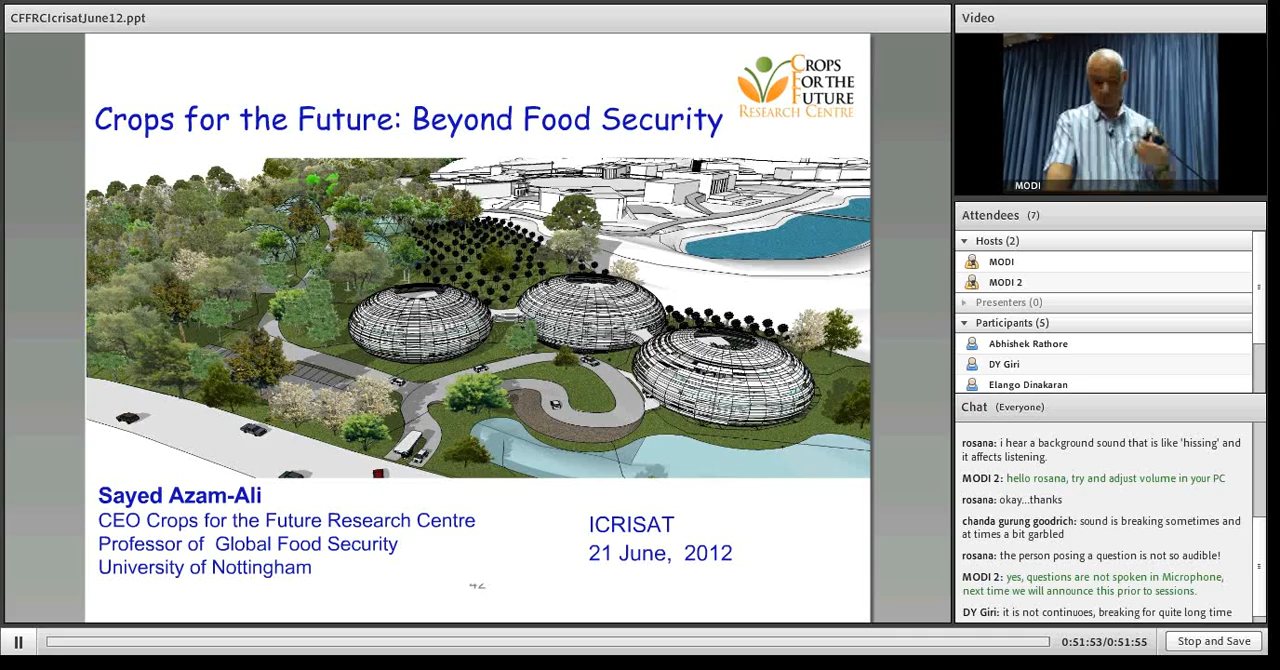 CFFRCIcrisatJune12.ppt
CROPS
FOR THE
FUTURE
RESEARCH CENTRE
Crops for the Future: Beyond Food Security
Sayed Azam-Ali
CEO Crops for the Future Research Centre
Professor of Global Food Security
University of Nottingham
ICRISAT
21 June, 2012
Video
MODI
Attendees (7)
Hosts (2)
MODI
MODI 2
Presenters (0)
Participants (5)
Abhishek Rathore
DY Giri
Elango Dinakaran
Chat (Everyone)
rosana: i hear a background sound that is like 'hissing' and
it affects listening.
MODI 2: hello rosana, try and adjust volume in your PC
rosana: okay...thanks
chanda gurung goodrich: sound is breaking sometimes and
at times a bit garbled
rosana: the person posing a question is not so audible!
MODI 2: yes, questions are not spoken in Microphone,
next time we will announce this prior to sessions.
DY Giri: it is not continuoes, breaking for quite long time
0:51:53/0:51:55
Stop and Save